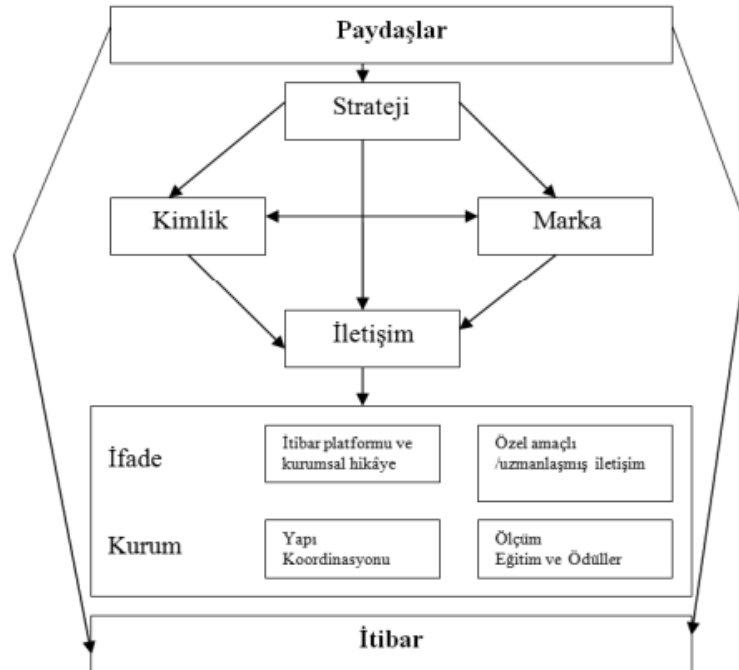 Paydaşlar
Strateji
Kimlik
Marka
İletişim
İfade
İtibar platformu ve
kurumsal hikâye
Özel amaçlı
/uzmanlaşmış iletişim
Kurum
Yapı
Koordinasyonu
Ölçüm
Eğitim ve Ödüller
İtibar